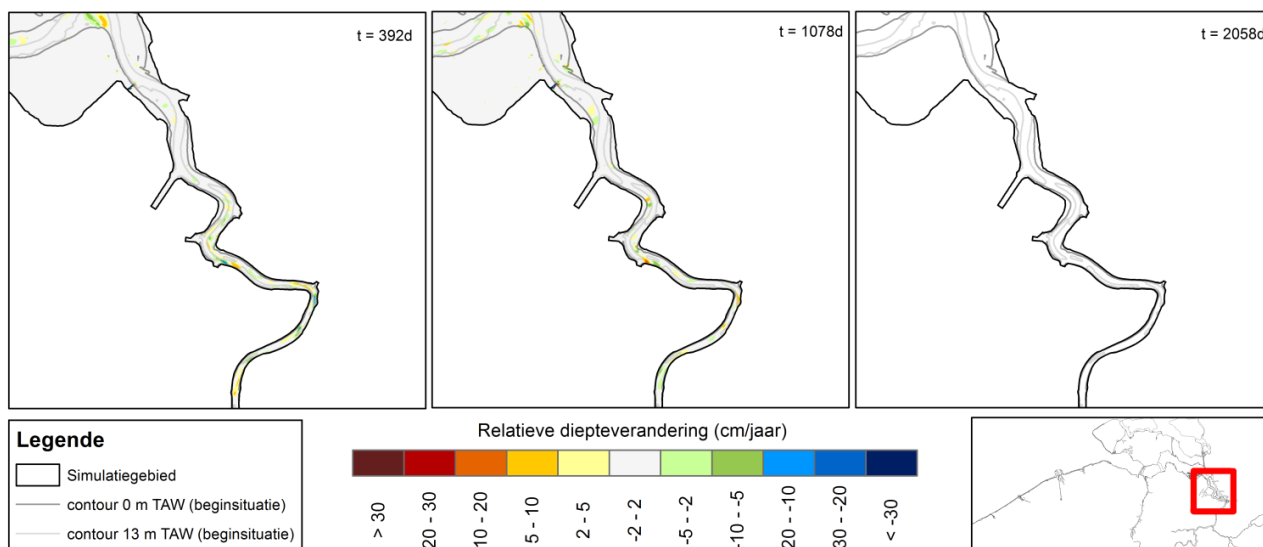 t = 392d
t = 1078d
t = 2058d
Legende
Simulatiegebied
contour 0 m TAW (beginsituatie)
contour 13 m TAW (beginsituatie)
Relatieve diepteverandering (cm/jaar)
> 30
20 - 30
10 - 20
5 - 10
2 - 5
-2 - 2
-5 - -2
-10 - -5
-20 - -10
30 - -20
< -30